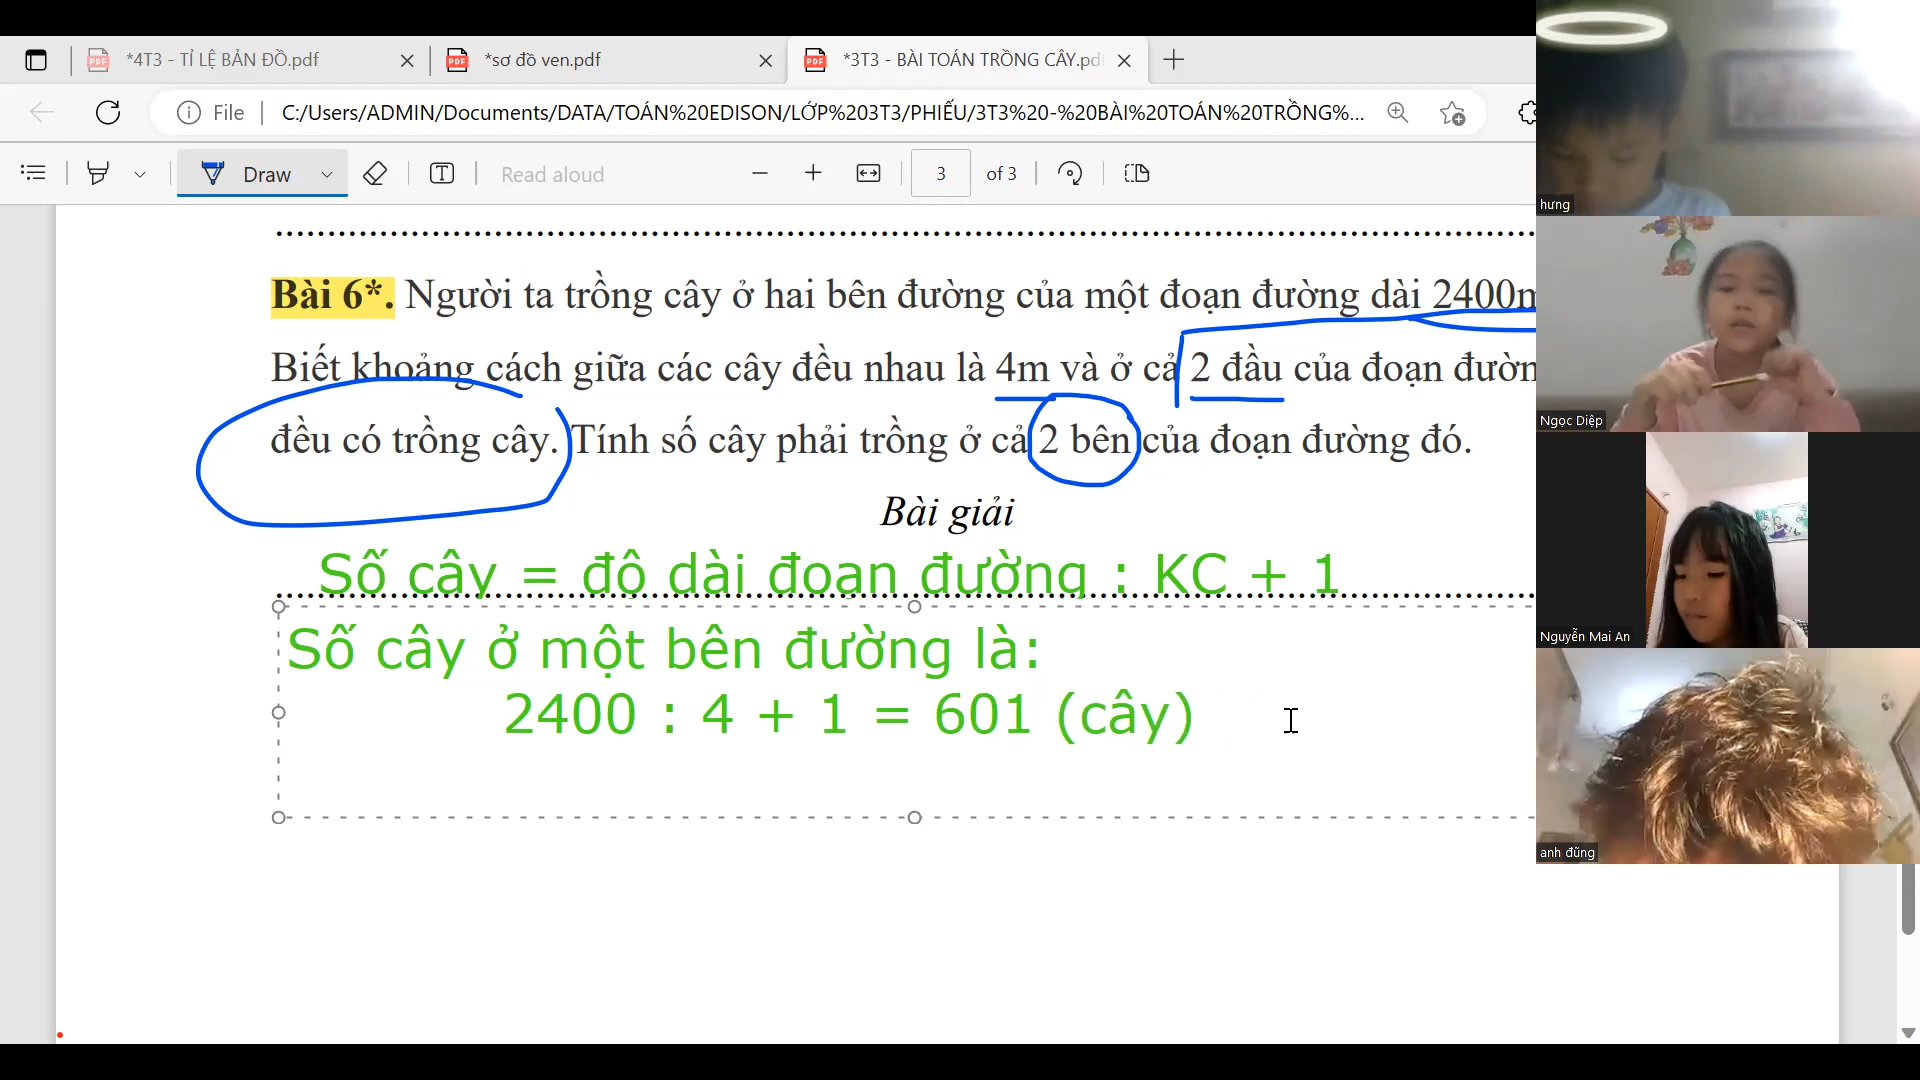 *4T3 - TỈ LỆ BẢN ĐỒ.pdf
*sơ đồ ven.pdf
*3T3 - BÀI TOÁN TRỒNG CÂY.pd
File
C:/Users/ADMIN/Documents/DATA/TOÁN%20EDISON/LỚP%203T3/PHIẾU/3T3%20-%20BÀI%20TOÁN%20TRỒNG%...
Draw
Read aloud
3 of 3
Bài 6*. Người ta trồng cây ở hai bên đường của một đoạn đường dài 2400m
Biết khoảng cách giữa các cây đều nhau là 4m và ở cả 2 đầu của đoạn đườn
đều có trồng cây. Tính số cây phải trồng ở cả 2 bên của đoạn đường đó.
Bài giải
Số cây = độ dài đoạn đường : KC + 1
Số cây ở một bên đường là:
2400 : 4 + 1 = 601 (cây)
hưng
Ngọc Diệp
Nguyễn Mai An
anh đũng